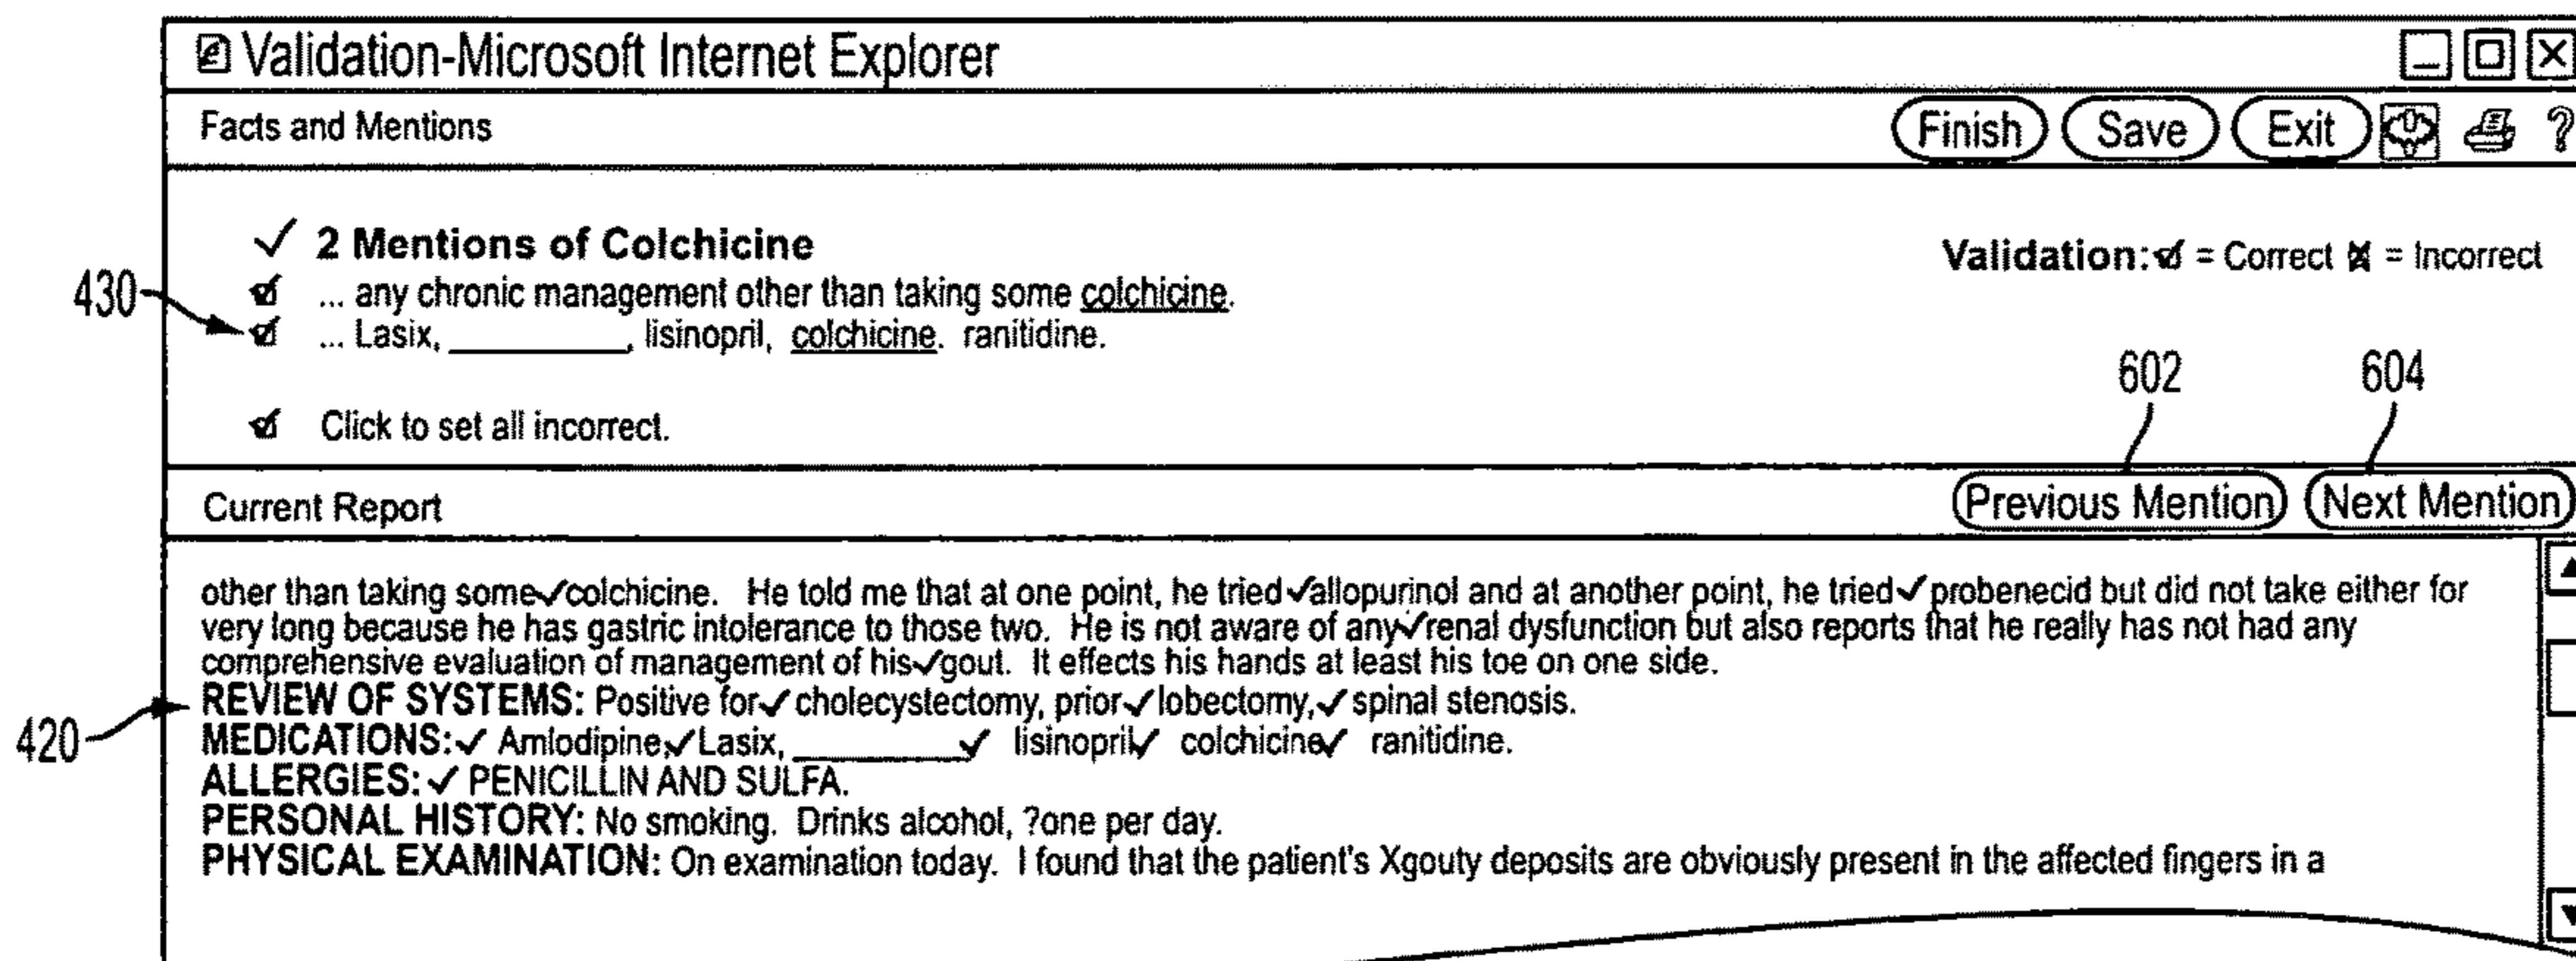 Validation-Microsoft Internet Explorer
Facts and Mentions Finish Save Exit ?
✓ 2 Mentions of Colchicine
Validation: ☑ = Correct ☒ = Incorrect
430
☑ ... any chronic management other than taking some colchicine.
☑ ... Lasix, __________, lisinopril, colchicine. ranitidine.
602 604
☑ Click to set all incorrect.
Current Report Previous Mention Next Mention
other than taking some✓colchicine. He told me that at one point, he tried✓allopurinol and at another point, he tried✓probenecid but did not take either for
very long because he has gastric intolerance to those two. He is not aware of any✓renal dysfunction but also reports that he really has not had any
comprehensive evaluation of management of his✓gout. It effects his hands at least his toe on one side.
420
REVIEW OF SYSTEMS: Positive for✓cholecystectomy, prior✓lobectomy,✓spinal stenosis.
MEDICATIONS:✓ Amlodipine,✓Lasix, __________✓ lisinopril✓ colchicine✓ ranitidine.
ALLERGIES:✓ PENICILLIN AND SULFA.
PERSONAL HISTORY: No smoking. Drinks alcohol, ?one per day.
PHYSICAL EXAMINATION: On examination today. I found that the patient's Xgouty deposits are obviously present in the affected fingers in a